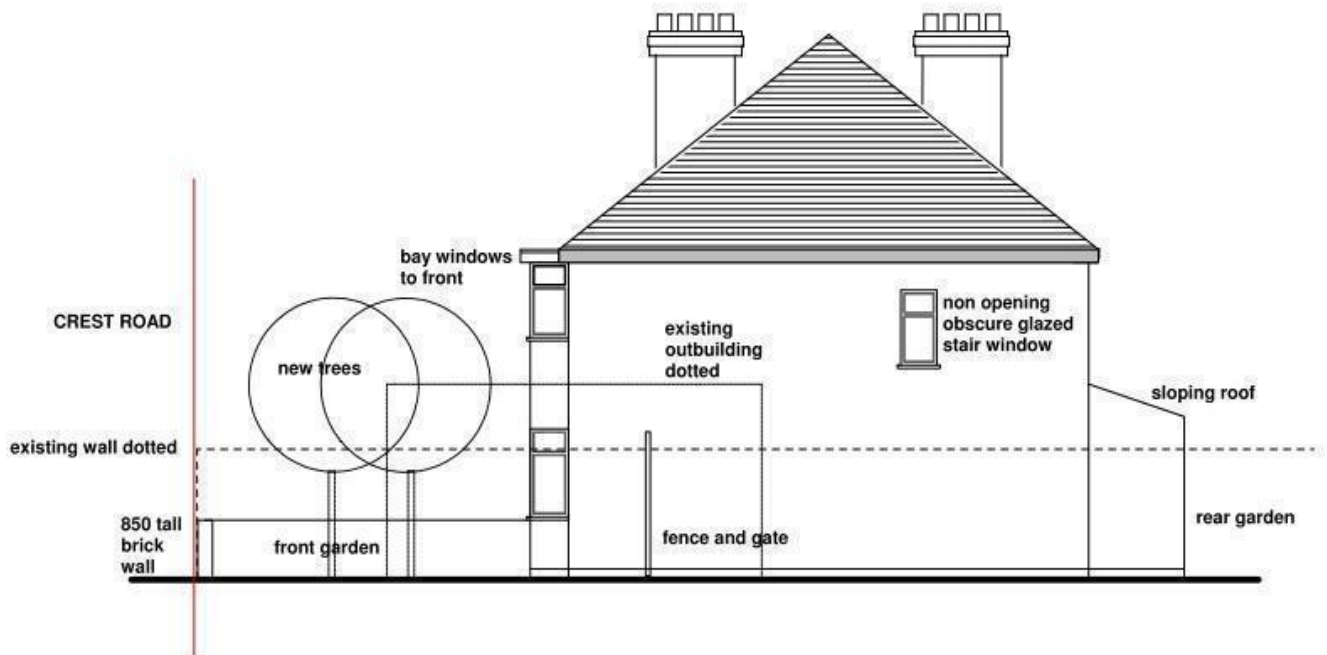 bay windows
to front
CREST ROAD
new trees
existing
outbuilding
dotted
non opening
obscure glazed
stair window
sloping roof
existing wall dotted
850 tall
brick
wall
front garden
fence and gate
rear garden